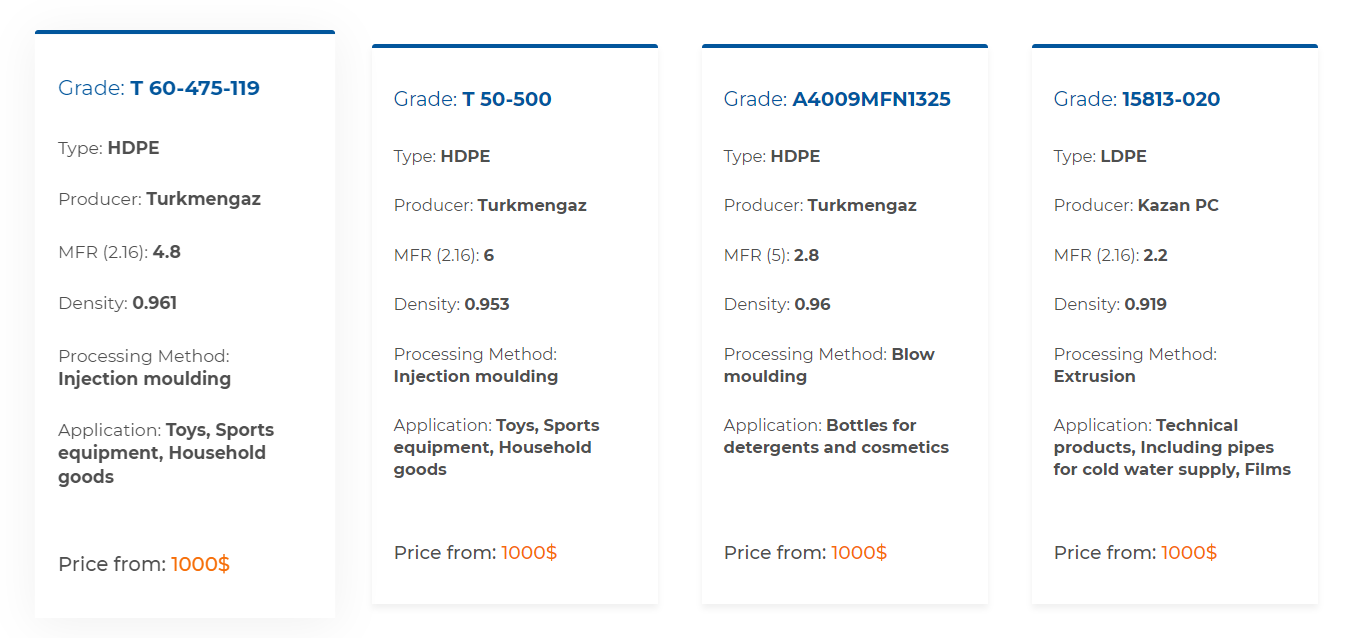 Grade: T 60-475-119
Type: HDPE
Producer: Turkmengaz
MFR (2.16): 4.8
Density: 0.961
Processing Method:
Injection moulding
Application: Toys, Sports
equipment, Household
goods
Price from: 1000$
Grade: T 50-500
Type: HDPE
Producer: Turkmengaz
MFR (2.16): 6
Density: 0.953
Processing Method:
Injection moulding
Application: Toys, Sports
equipment, Household
goods
Price from: 1000$
Grade: A4009MFN1325
Type: HDPE
Producer: Turkmengaz
MFR (5): 2.8
Density: 0.96
Processing Method: Blow
moulding
Application: Bottles for
detergents and cosmetics
Price from: 1000$
Grade: 15813-020
Type: LDPE
Producer: Kazan PC
MFR (2.16): 2.2
Density: 0.919
Processing Method:
Extrusion
Application: Technical
products, Including pipes
for cold water supply, Films
Price from: 1000$